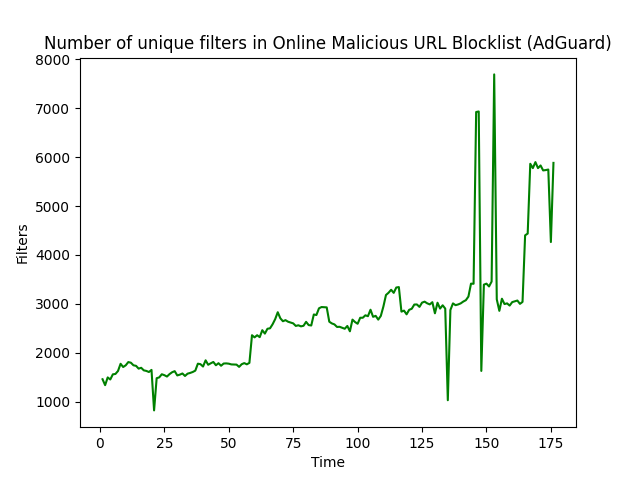 Number of unique filters in Online Malicious URL Blocklist (AdGuard)
8000
7000
6000
5000
4000
3000
2000
1000
Filters
0 25 50 75 100 125 150 175
Time